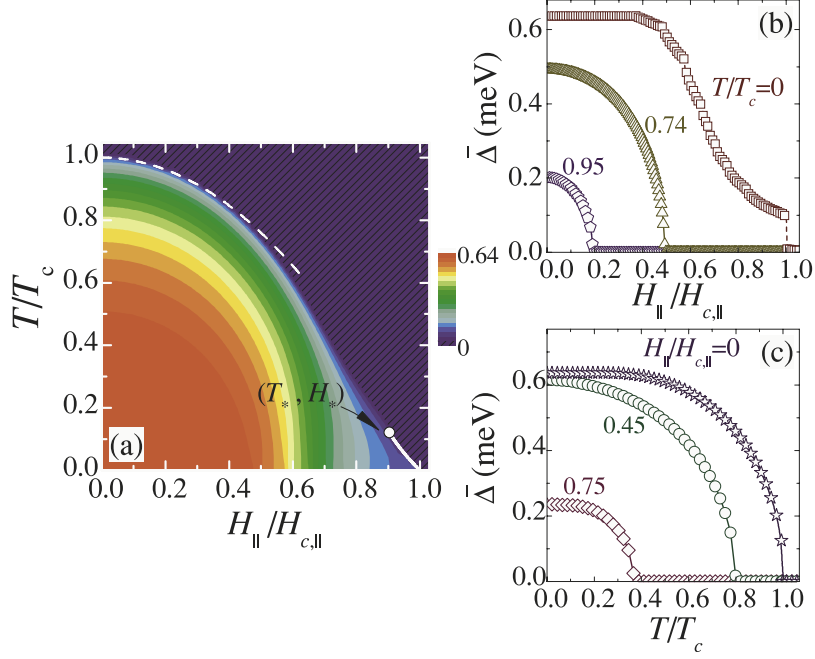 T/T_c
1.0
0.8
0.6
0.4
0.2
0.0
0.0 0.2 0.4 0.6 0.8 1.0
H_∥/H_{c,∥}
(T_*, H_*)
(a)
0.64
0
(b)
Δ̄ (meV)
0.6
0.4
0.2
0.0
T/T_c=0
0.74
0.95
0.0 0.2 0.4 0.6 0.8 1.0
H_∥/H_{c,∥}
(c)
Δ̄ (meV)
0.6
0.4
0.2
0.0
H_∥/H_{c,∥}=0
0.45
0.75
0.0 0.2 0.4 0.6 0.8 1.0
T/T_c